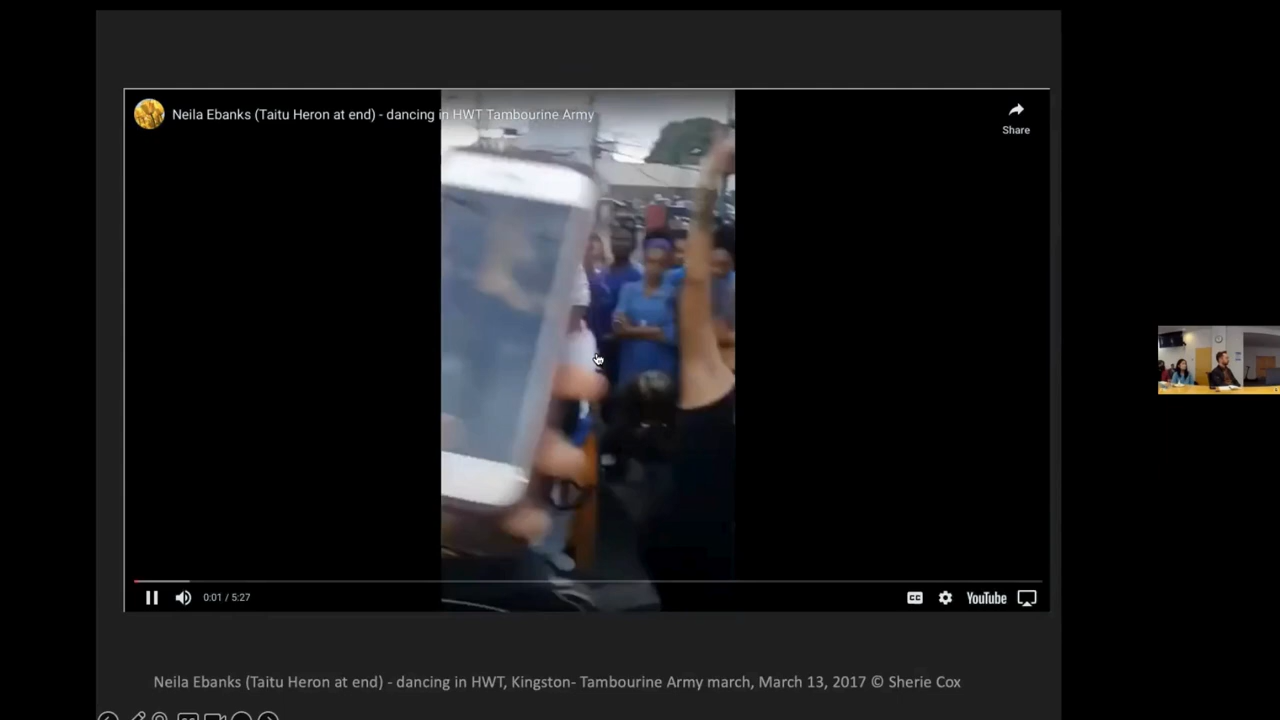 Neila Ebanks (Taitu Heron at end) - dancing in HWT Tambourine Army
Share
0:01 / 5:27
CC
YouTube
Neila Ebanks (Taitu Heron at end) - dancing in HWT, Kingston- Tambourine Army march, March 13, 2017 © Sherie Cox